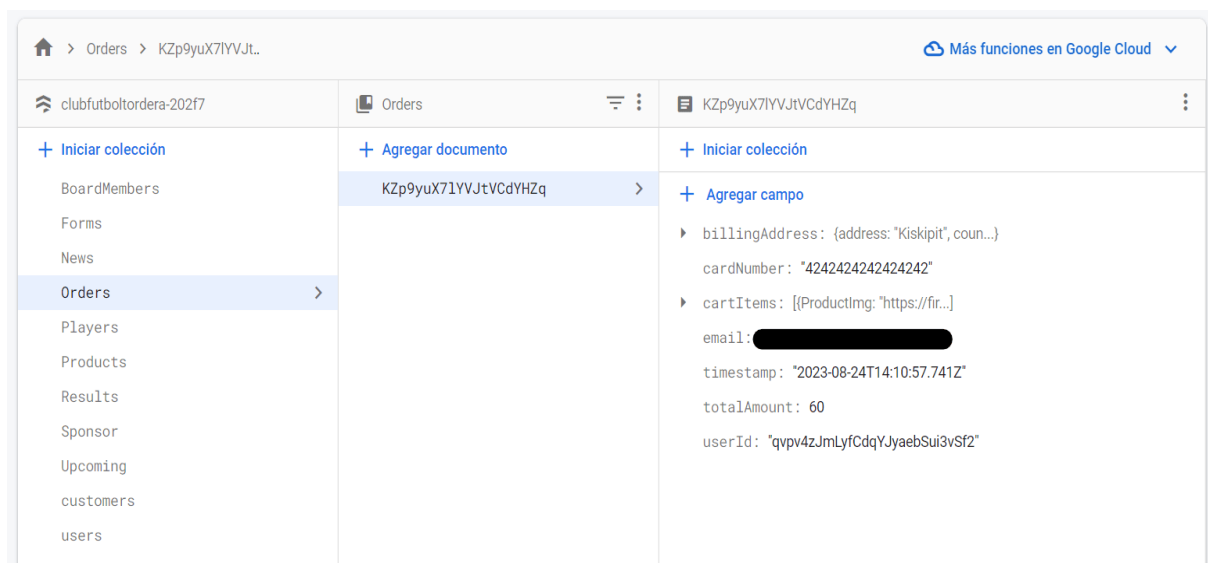 Orders > KZp9yuX7lYVJt..
Más funciones en Google Cloud
clubfutboltordera-202f7
Orders
KZp9yuX7lYVJtVCdYHZq
+ Iniciar colección
+ Agregar documento
+ Iniciar colección
BoardMembers
Forms
News
Orders
Players
Products
Results
Sponsor
Upcoming
customers
users
KZp9yuX7lYVJtVCdYHZq
+ Agregar campo
billingAddress: {address: "Kiskipit", coun...}
cardNumber: "4242424242424242"
cartItems: [{ProductImg: "https://fir...]
email:
timestamp: "2023-08-24T14:10:57.741Z"
totalAmount: 60
userId: "qvpv4zJmLyfCdqYJyaebSui3vSf2"